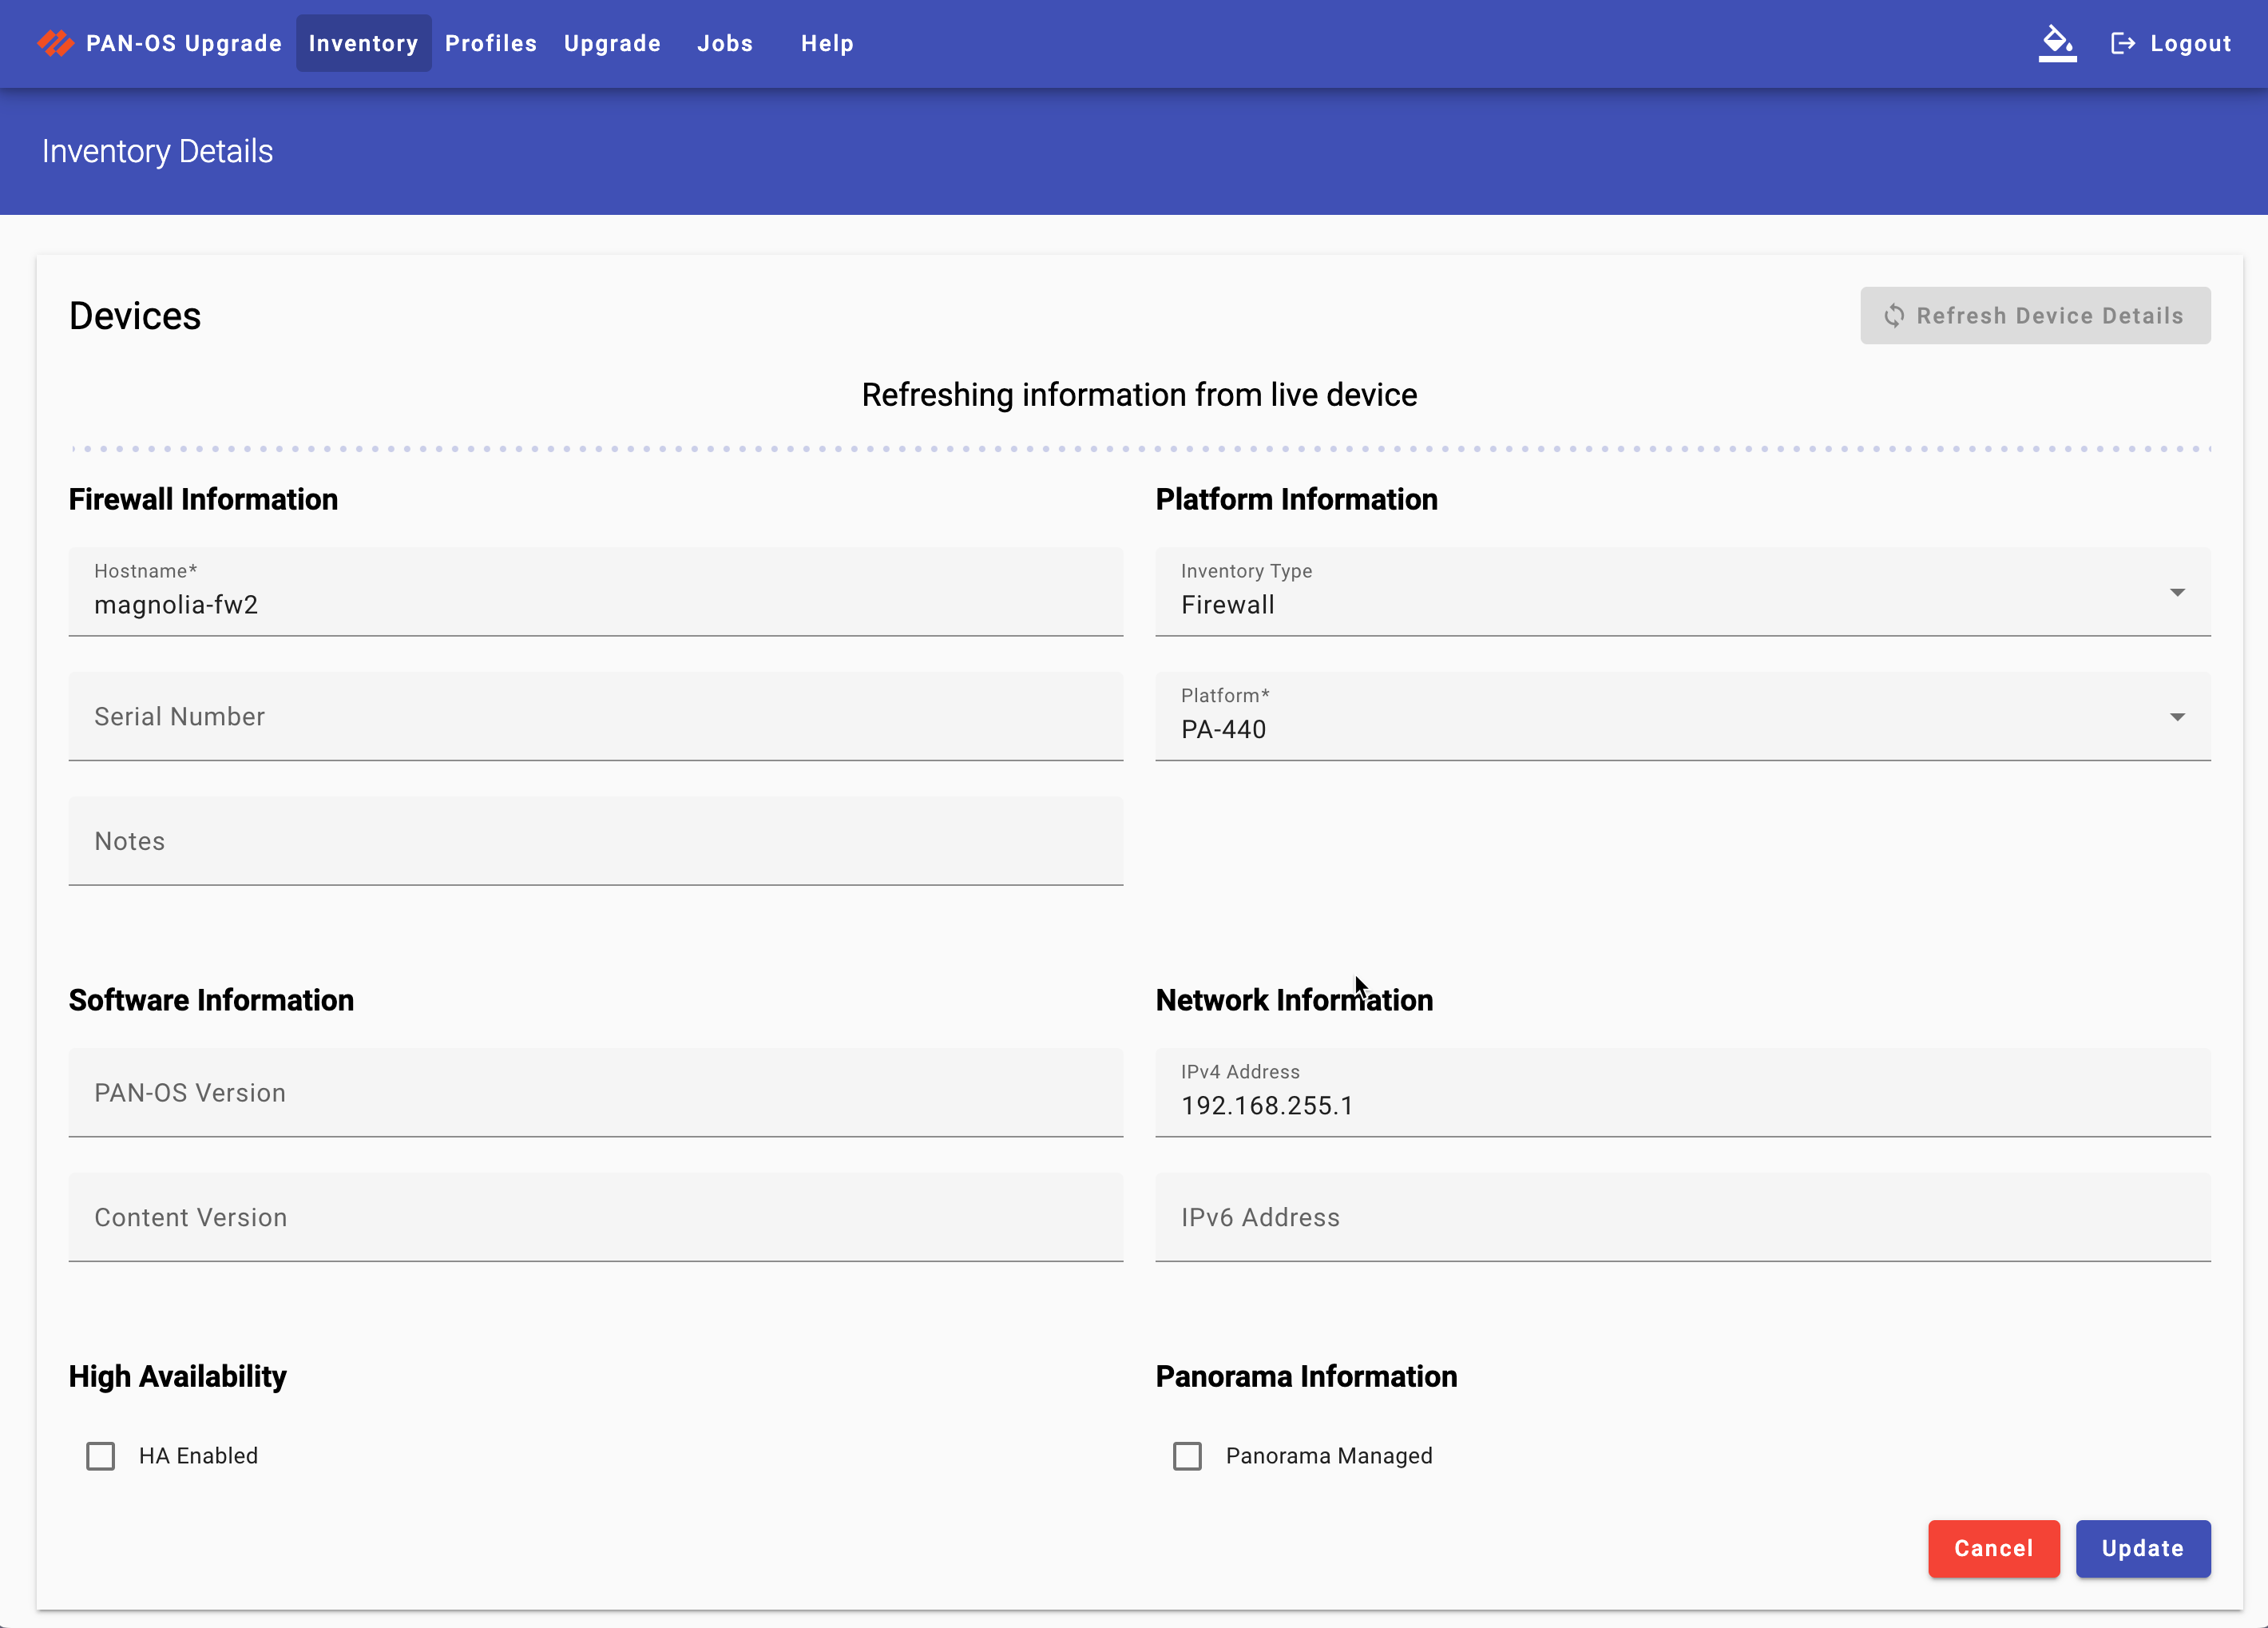 PAN-OS Upgrade Inventory Profiles Upgrade Jobs Help Logout
Inventory Details
Devices
Refresh Device Details
Refreshing information from live device
Firewall Information
Hostname*
magnolia-fw2
Serial Number
Notes
Platform Information
Inventory Type
Firewall
Platform*
PA-440
Software Information
PAN-OS Version
Content Version
Network Information
IPv4 Address
192.168.255.1
IPv6 Address
High Availability
HA Enabled
Panorama Information
Panorama Managed
Cancel
Update